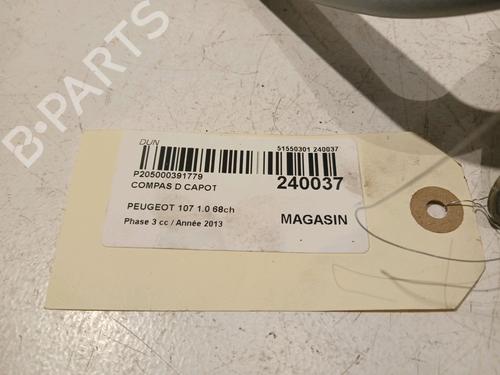 B-PARTS
DUN
51550301 240037
P205000391779
COMPAS D CAPOT
240037
PEUGEOT 107 1.0 68ch
MAGASIN
Phase 3 cc / Année 2013